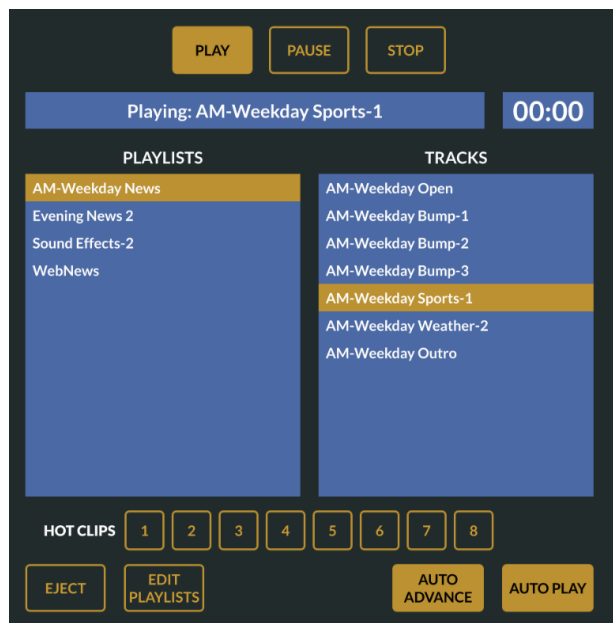 PLAY PAUSE STOP
Playing: AM-Weekday Sports-1 00:00
PLAYLISTS
AM-Weekday News
Evening News 2
Sound Effects-2
WebNews
TRACKS
AM-Weekday Open
AM-Weekday Bump-1
AM-Weekday Bump-2
AM-Weekday Bump-3
AM-Weekday Sports-1
AM-Weekday Weather-2
AM-Weekday Outro
HOT CLIPS 1 2 3 4 5 6 7 8
EJECT
EDIT
PLAYLISTS
AUTO
ADVANCE
AUTO PLAY